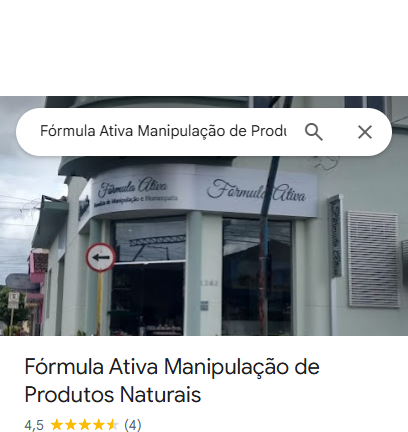 Fórmula Ativa Manipulação de Produ
Fórmula Ativa
Fórmula Ativa
de Manipulação e Homeopatia
Fórmula Ativa Manipulação de
Produtos Naturais
4,5 (4)